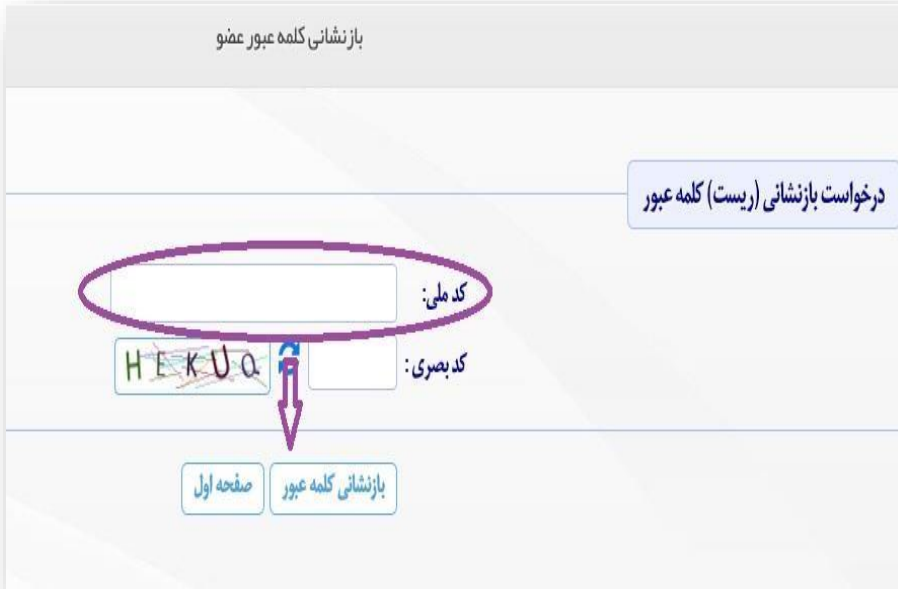 بازنشانی کلمه عبور عضو
درخواست بازنشانی (ریست) کلمه عبور
کد ملی:
کد بصری: HEKUQ
بازنشانی کلمه عبور صفحه اول